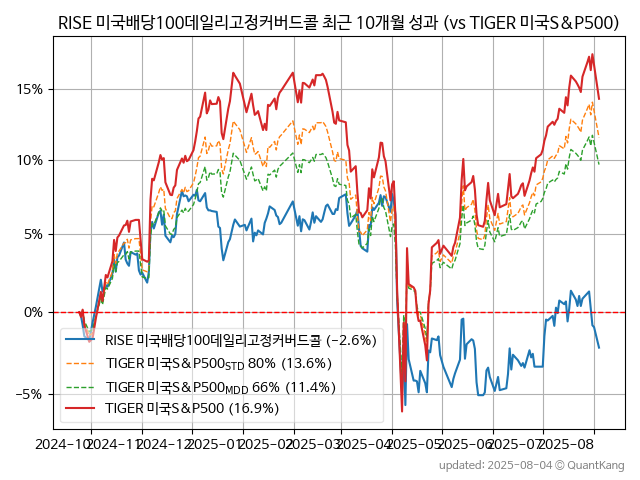 RISE 미국배당100데일리고정커버드콜 최근 10개월 성과 (vs TIGER 미국S&P500)
15%
10%
5%
0%
−5%
RISE 미국배당100데일리고정커버드콜 (−2.6%)
TIGER 미국S&P500STD 80% (13.6%)
TIGER 미국S&P500MDD 66% (11.4%)
TIGER 미국S&P500 (16.9%)
2024-10 2024-11 2024-12 2025-01 2025-02 2025-03 2025-04 2025-05 2025-06 2025-07 2025-08
updated: 2025-08-04 © QuantKang